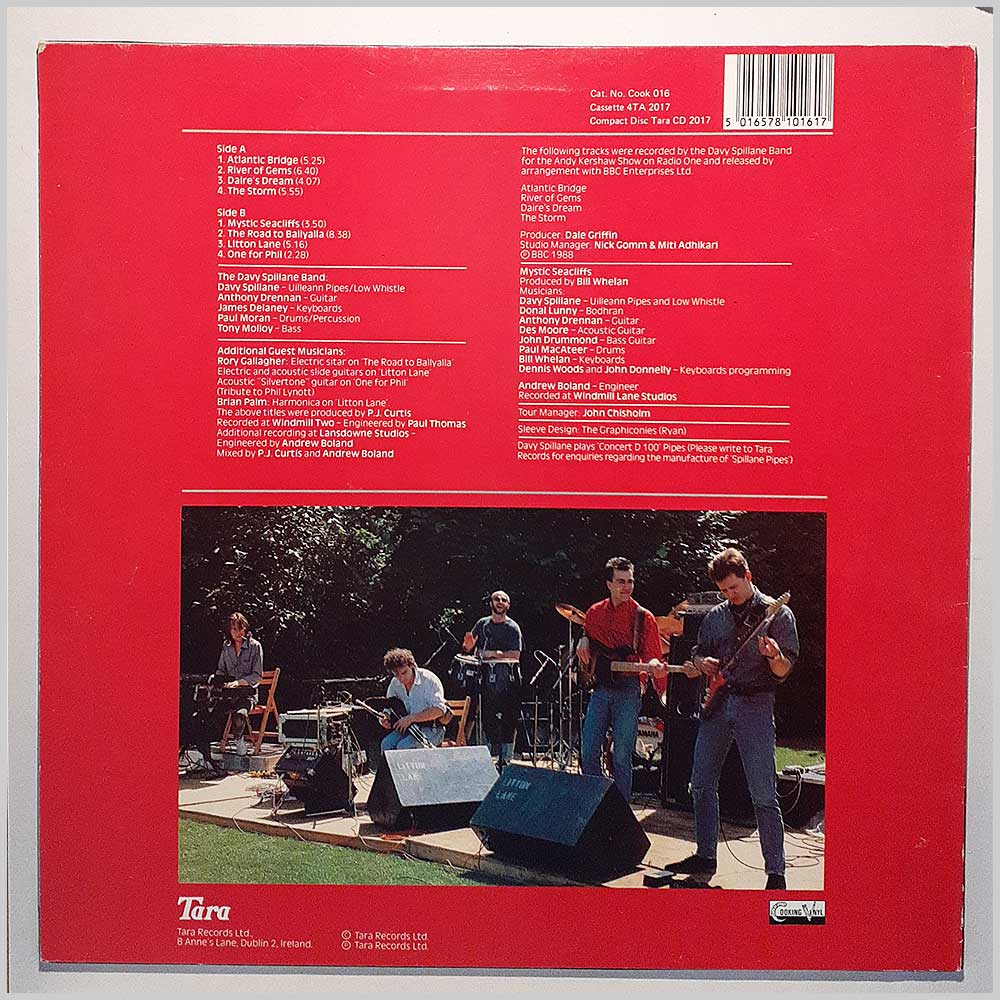 Cat. No. Cook 016
Cassette 4TA 2017
Compact Disc Tara CD 2017
5 016578 101617
Side A
1. Atlantic Bridge (5.25)
2. River of Gems (6.40)
3. Daire's Dream (4.07)
4. The Storm (5.55)
Side B
1. Mystic Seacliffs (3.50)
2. The Road to Ballyalla (8.38)
3. Litton Lane (5.16)
4. One for Phil (2.28)
The Davy Spillane Band:
Davy Spillane – Uilleann Pipes/Low Whistle
Anthony Drennan – Guitar
James Delaney – Keyboards
Paul Moran – Drums/Percussion
Tony Molloy – Bass
Additional Guest Musicians:
Rory Gallagher: Electric sitar on 'The Road to Ballyalla'
Electric and acoustic slide guitars on 'Litton Lane'
Acoustic "Silvertone" guitar on 'One for Phil'
(Tribute to Phil Lynott)
Brian Palm: Harmonica on 'Litton Lane'.
The above titles were produced by P.J. Curtis
Recorded at Windmill Two – Engineered by Paul Thomas
Additional recording at Lansdowne Studios –
Engineered by Andrew Boland
Mixed by P.J. Curtis and Andrew Boland
The following tracks were recorded by the Davy Spillane Band
for the Andy Kershaw Show on Radio One and released by
arrangement with BBC Enterprises Ltd.
Atlantic Bridge
River of Gems
Daire's Dream
The Storm
Producer: Dale Griffin
Studio Manager: Nick Gomm & Miti Adhikari
℗ BBC 1988
Mystic Seacliffs
Produced by Bill Whelan
Musicians:
Davy Spillane – Uilleann Pipes and Low Whistle
Donal Lunny – Bodhran
Anthony Drennan – Guitar
Des Moore – Acoustic Guitar
John Drummond – Bass Guitar
Paul MacAteer – Drums
Bill Whelan – Keyboards
Dennis Woods and John Donnelly – Keyboards programming
Andrew Boland – Engineer
Recorded at Windmill Lane Studios
Tour Manager: John Chisholm
Sleeve Design: The Graphiconies (Ryan)
Davy Spillane plays 'Concert D 100' Pipes (Please write to Tara
Records for enquiries regarding the manufacture of 'Spillane Pipes')
LITTON
LANE
LITTON
LANE
YAMAHA
Tara
Tara Records Ltd.,
8 Anne's Lane, Dublin 2, Ireland.
© Tara Records Ltd.
℗ Tara Records Ltd.
COOKING VINYL